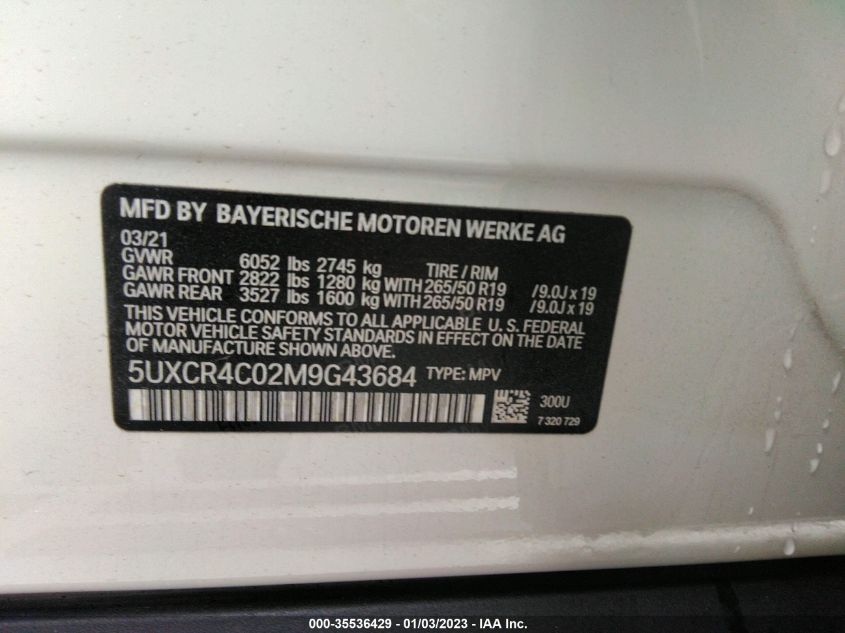 MFD BY BAYERISCHE MOTOREN WERKE AG
03/21
GVWR 6052 lbs 2745 kg TIRE / RIM
GAWR FRONT 2822 lbs 1280 kg WITH 265/50 R19 /9.0J x 19
GAWR REAR 3527 lbs 1600 kg WITH 265/50 R19 /9.0J x 19
THIS VEHICLE CONFORMS TO ALL APPLICABLE U. S. FEDERAL
MOTOR VEHICLE SAFETY STANDARDS IN EFFECT ON THE DATE
OF MANUFACTURE SHOWN ABOVE.
5UXCR4C02M9G43684 TYPE: MPV
300U
7 320 729
000-35536429 - 01/03/2023 - IAA Inc.